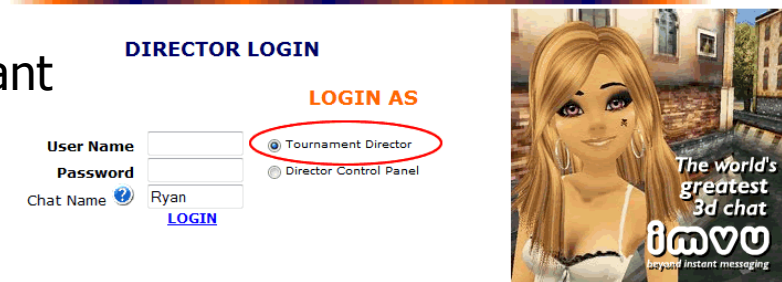 DIRECTOR LOGIN
ant
LOGIN AS
User Name
Tournament Director
Password
Director Control Panel
Chat Name ? Ryan
LOGIN
The world's
greatest
3d chat
imvu
beyond instant messaging